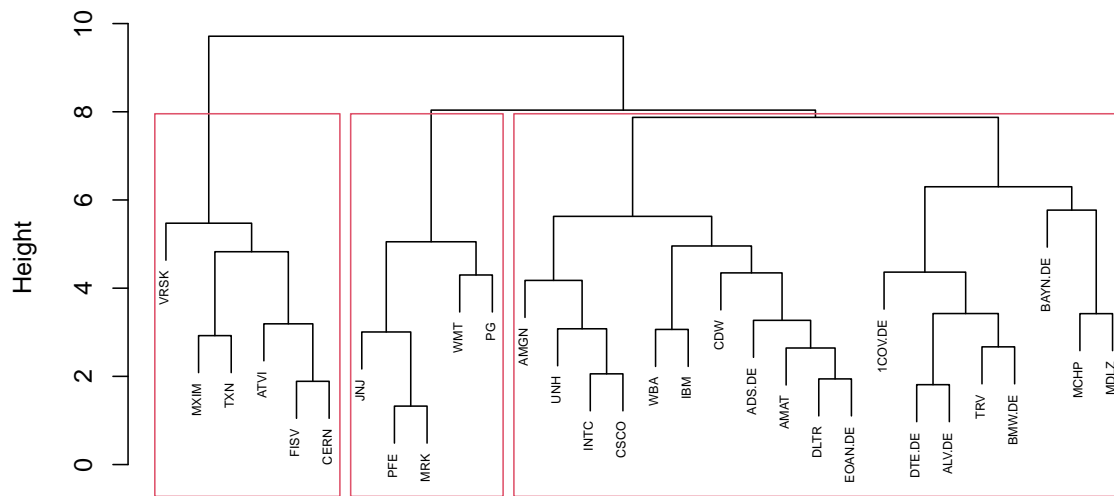 10
8
6
4
2
0
Height
VRSK
MXIM
TXN
ATVI
FISV
CERN
JNJ
PFE
MRK
WMT
PG
AMGN
UNH
INTC
CSCO
WBA
IBM
CDW
ADS.DE
AMAT
DLTR
EOAN.DE
1COV.DE
DTE.DE
ALV.DE
TRV
BMW.DE
BAYN.DE
MCHP
MDLZ